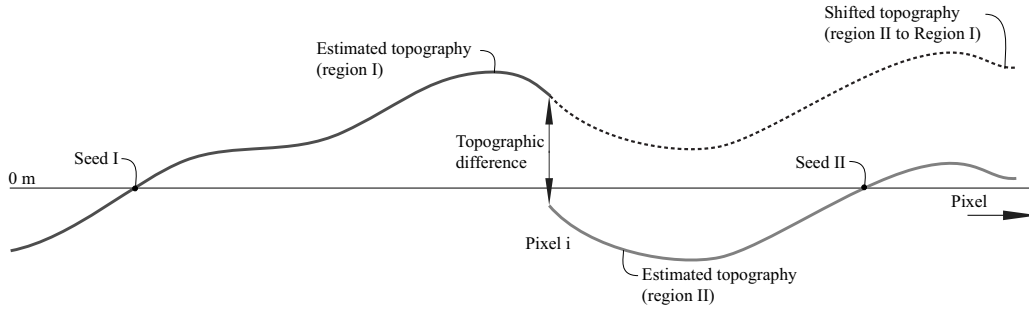 Shifted topography
(region II to Region I)
Estimated topography
(region I)
Topographic
difference
Seed I
Seed II
0 m
Pixel
Pixel i
Estimated topography
(region II)